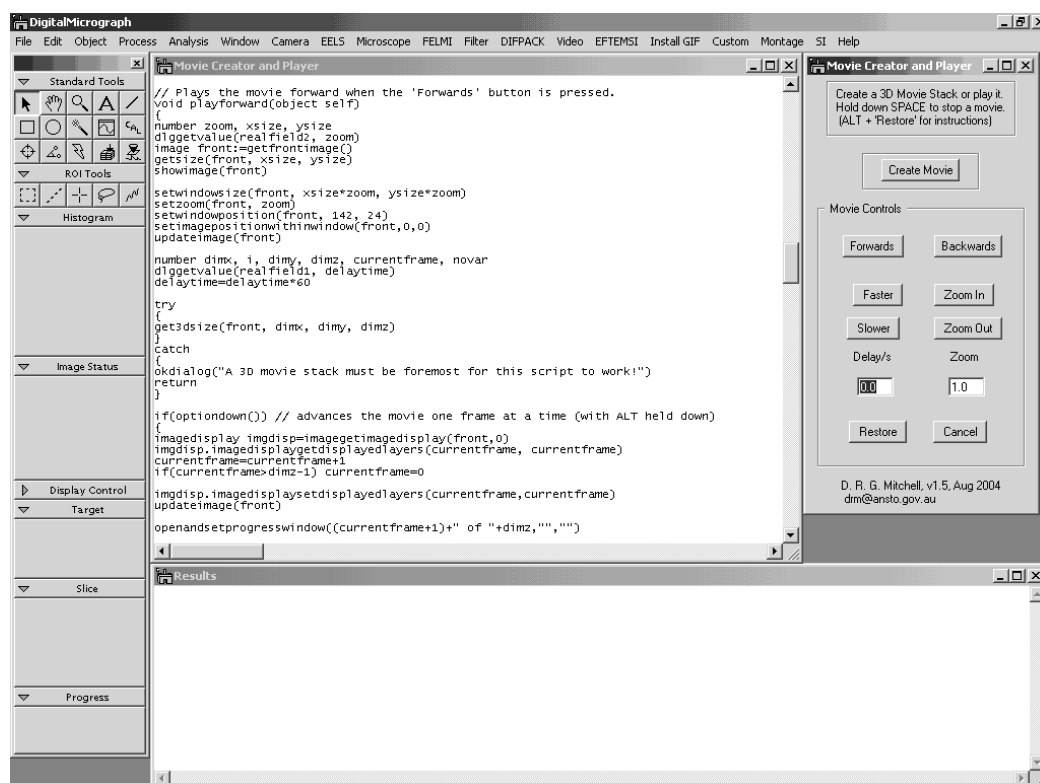 DigitalMicrograph
File Edit Object Process Analysis Window Camera EELS Microscope FELMI Filter DIFPACK Video EFTEMSI Install GIF Custom Montage SI Help
Standard Tools
A
CAL
ROI Tools
Histogram
Image Status
Display Control
Target
Slice
Progress
Movie Creator and Player
// Plays the movie forward when the 'Forwards' button is pressed.
void playforward(object self)
{
number zoom, xsize, ysize
dlggetvalue(realfield2, zoom)
image front:=getfrontimage()
getsize(front, xsize, ysize)
showimage(front)
setwindowsize(front, xsize*zoom, ysize*zoom)
setzoom(front, zoom)
setwindowposition(front, 142, 24)
setimagepositionwithinwindow(front,0,0)
updateimage(front)
number dimx, i, dimy, dimz, currentframe, novar
dlggetvalue(realfield1, delaytime)
delaytime=delaytime*60
try
{
get3dsize(front, dimx, dimy, dimz)
}
catch
{
okdialog("A 3D movie stack must be foremost for this script to work!")
return
}
if(optiondown()) // advances the movie one frame at a time (with ALT held down)
{
imagedisplay imgdisp=imagegetimagedisplay(front,0)
imgdisp.imagedisplaygetdisplayedlayers(currentframe, currentframe)
currentframe=currentframe+1
if(currentframe>dimz-1) currentframe=0
imgdisp.imagedisplaysetdisplayedlayers(currentframe,currentframe)
updateimage(front)
openandsetprogresswindow((currentframe+1)+" of "+dimz,"","")
Movie Creator and Player
Create a 3D Movie Stack or play it.
Hold down SPACE to stop a movie.
(ALT + 'Restore' for instructions)
Create Movie
Movie Controls
Forwards Backwards
Faster Zoom In
Slower Zoom Out
Delay/s Zoom
0.0 1.0
Restore Cancel
D. R. G. Mitchell, v1.5, Aug 2004
drm@ansto.gov.au
Results